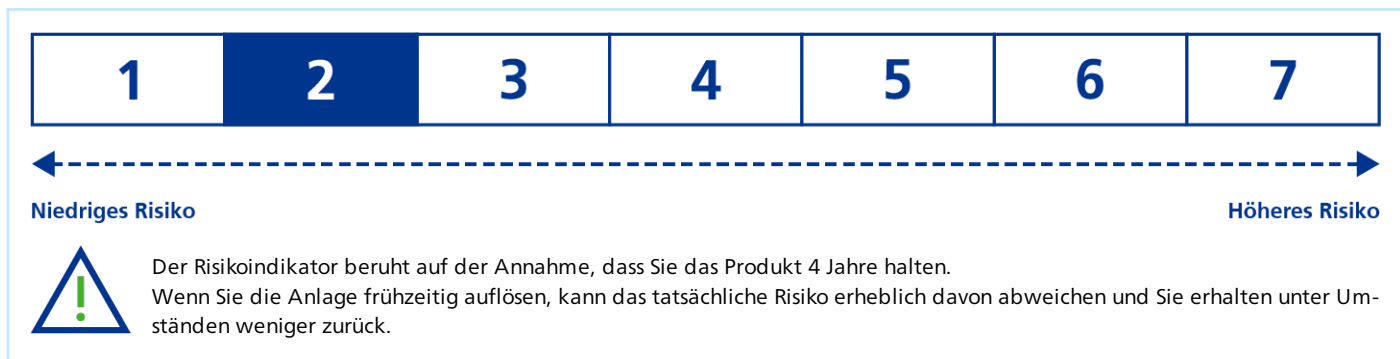 1 2 3 4 5 6 7
Niedriges Risiko Höheres Risiko
Der Risikoindikator beruht auf der Annahme, dass Sie das Produkt 4 Jahre halten.
Wenn Sie die Anlage frühzeitig auflösen, kann das tatsächliche Risiko erheblich davon abweichen und Sie erhalten unter Um-
ständen weniger zurück.